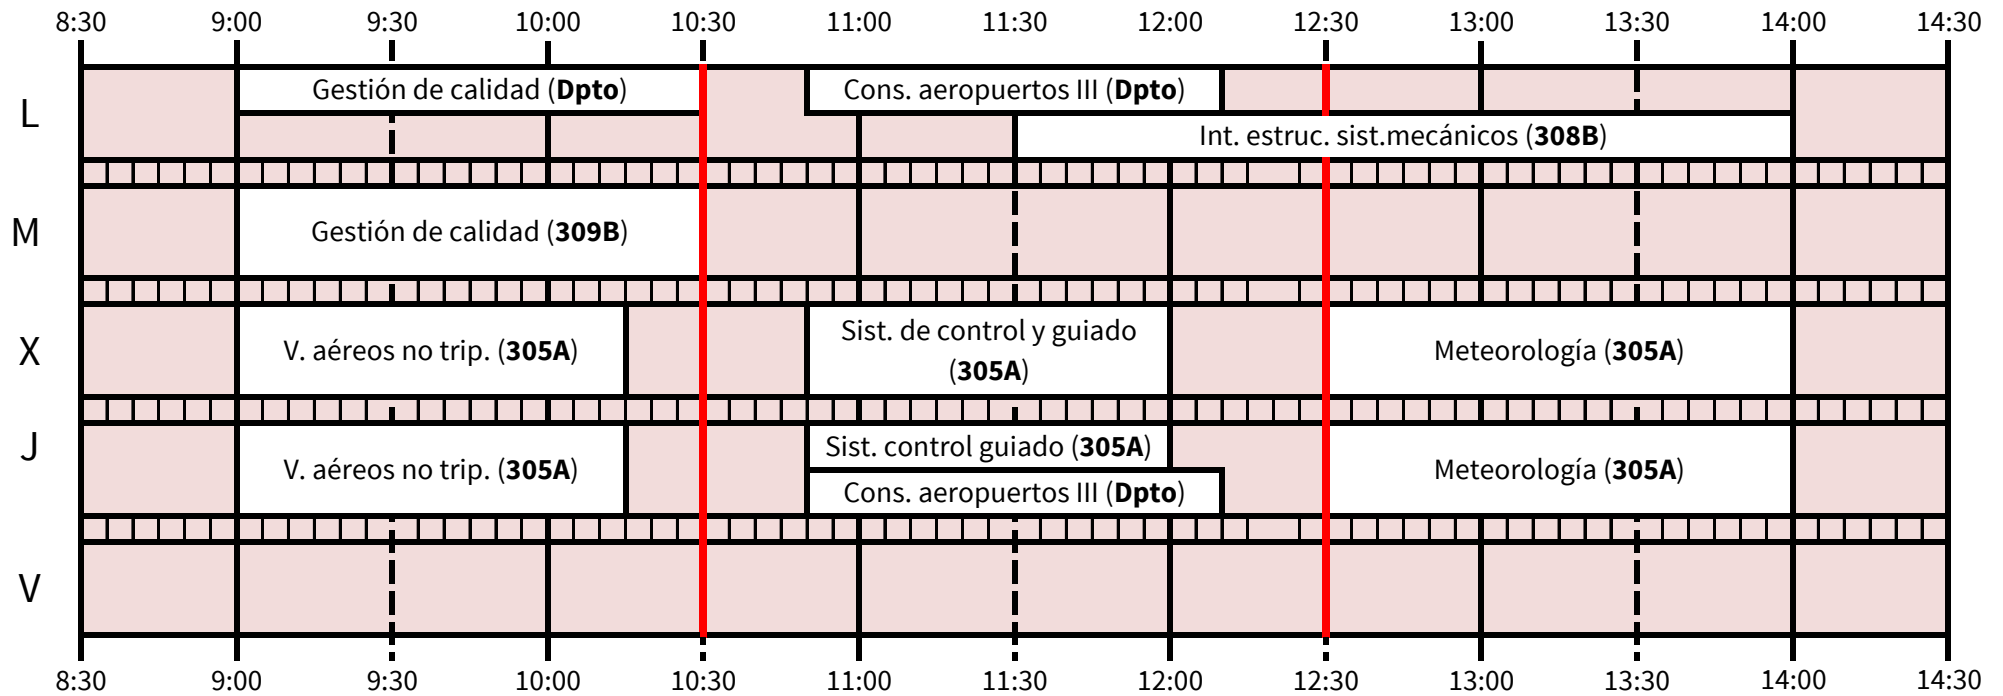 8:30 9:00 9:30 10:00 10:30 11:00 11:30 12:00 12:30 13:00 13:30 14:00 14:30
L
Gestión de calidad (Dpto)
Cons. aeropuertos III (Dpto)
Int. estruc. sist.mecánicos (308B)
M
Gestión de calidad (309B)
X
V. aéreos no trip. (305A)
Sist. de control y guiado
(305A)
Meteorología (305A)
J
V. aéreos no trip. (305A)
Sist. control guiado (305A)
Cons. aeropuertos III (Dpto)
Meteorología (305A)
V
8:30 9:00 9:30 10:00 10:30 11:00 11:30 12:00 12:30 13:00 13:30 14:00 14:30